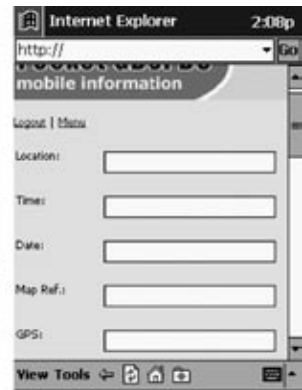 Internet Explorer 2:08p
http:// Go
mobile information
Logout | Menu
Location:
Time:
Date:
Map Ref.:
GPS:
View Tools